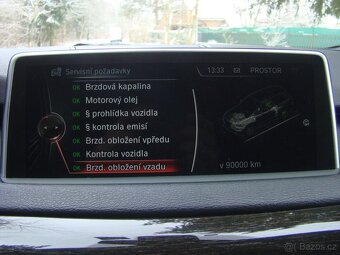 Servisní požadavky
13:33 PROSTOR
OK Brzdová kapalina
OK Motorový olej
OK § prohlídka vozidla
OK § kontrola emisí
OK Brzd. obložení vpředu
OK Kontrola vozidla
OK Brzd. obložení vzadu
v 90000 km
Bazos.cz